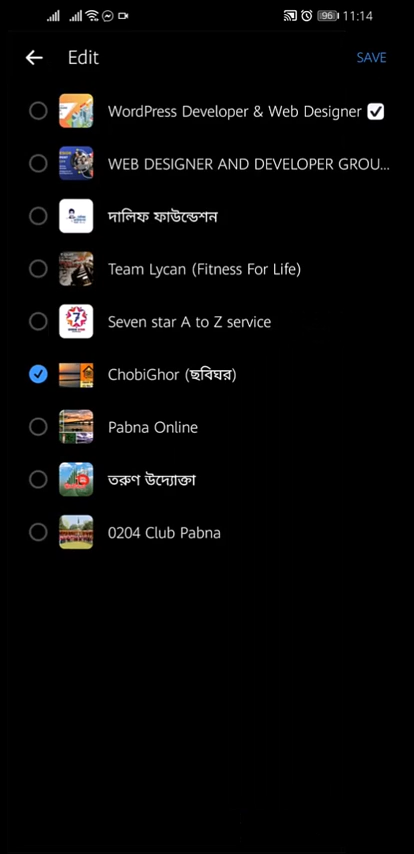 96 11:14
Edit SAVE
WordPress Developer & Web Designer
WEB DESIGNER AND DEVELOPER GROU...
দালিফ ফাউন্ডেশন
Team Lycan (Fitness For Life)
Seven star A to Z service
ChobiGhor (ছবিঘর)
Pabna Online
তরুণ উদ্যোক্তা
0204 Club Pabna